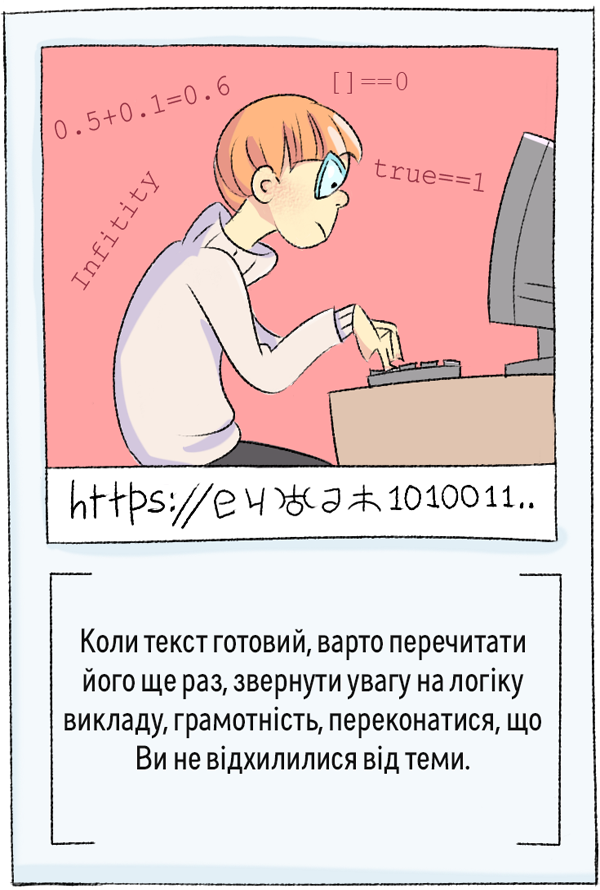 0.5+0.1=0.6
[]==0
true==1
Infitity
https://
1010011..
Коли текст готовий, варто перечитати
його ще раз, звернути увагу на логіку
викладу, грамотність, переконатися, що
Ви не відхилилися від теми.